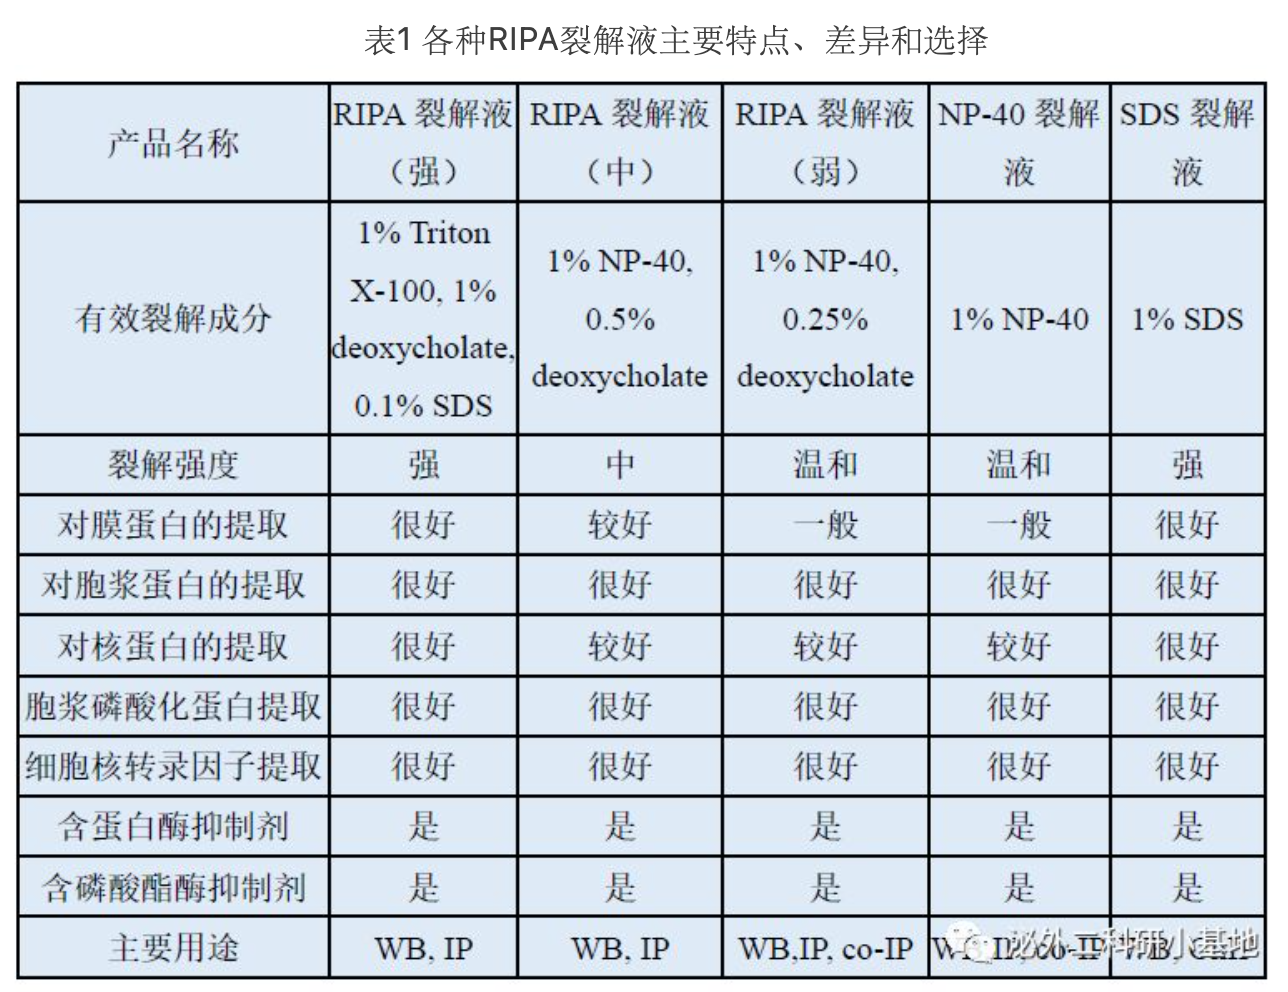 表1 各种RIPA裂解液主要特点、差异和选择
产品名称 RIPA 裂解液（强） RIPA 裂解液（中） RIPA 裂解液（弱） NP-40 裂解液 SDS 裂解液
有效裂解成分 1% Triton X-100, 1% deoxycholate, 0.1% SDS 1% NP-40, 0.5% deoxycholate 1% NP-40, 0.25% deoxycholate 1% NP-40 1% SDS
裂解强度 强 中 温和 温和 强
对膜蛋白的提取 很好 较好 一般 一般 很好
对胞浆蛋白的提取 很好 很好 很好 很好 很好
对核蛋白的提取 很好 较好 较好 较好 很好
胞浆磷酸化蛋白提取 很好 很好 很好 很好 很好
细胞核转录因子提取 很好 很好 很好 很好 很好
含蛋白酶抑制剂 是 是 是 是 是
含磷酸酯酶抑制剂 是 是 是 是 是
主要用途 WB, IP WB, IP WB,IP, co-IP WB,IP, co-IP WB,
泌外二科研小基地